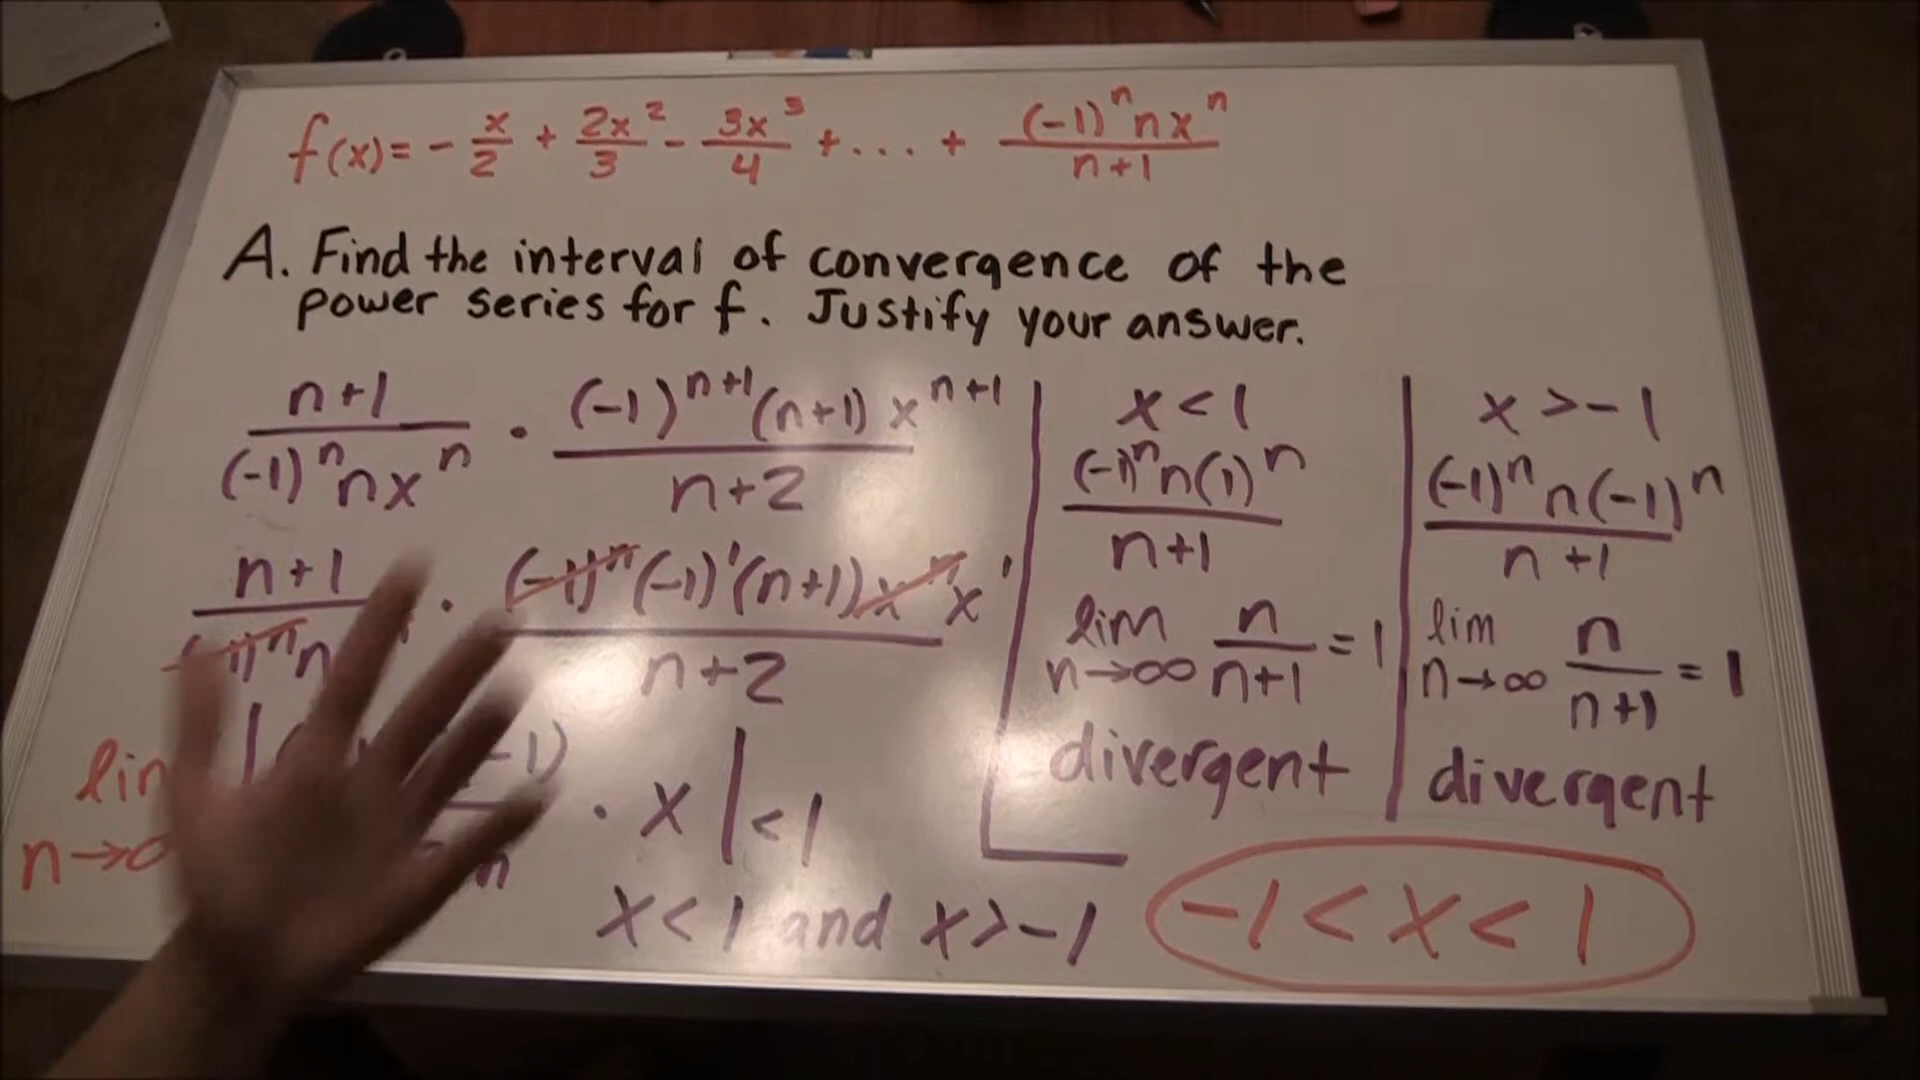 f(x) = - x/2 + 2x²/3 - 3x³/4 + ... + (-1)ⁿnxⁿ/n+1
A. Find the interval of convergence of the
power series for f. Justify your answer.
n+1/(-1)ⁿnxⁿ · (-1)ⁿ⁺¹(n+1)xⁿ⁺¹/n+2
n+1/(-1)ⁿn · (-1)ⁿ(-1)¹(n+1)xⁿx¹/n+2
n→
· x | < 1
x < 1 and x > -1
x < 1
(-1)ⁿn(1)ⁿ/n+1
lim n→∞ n/n+1 = 1
divergent
x > -1
(-1)ⁿn(-1)ⁿ/n+1
lim n→∞ n/n+1 = 1
divergent
-1 < x < 1